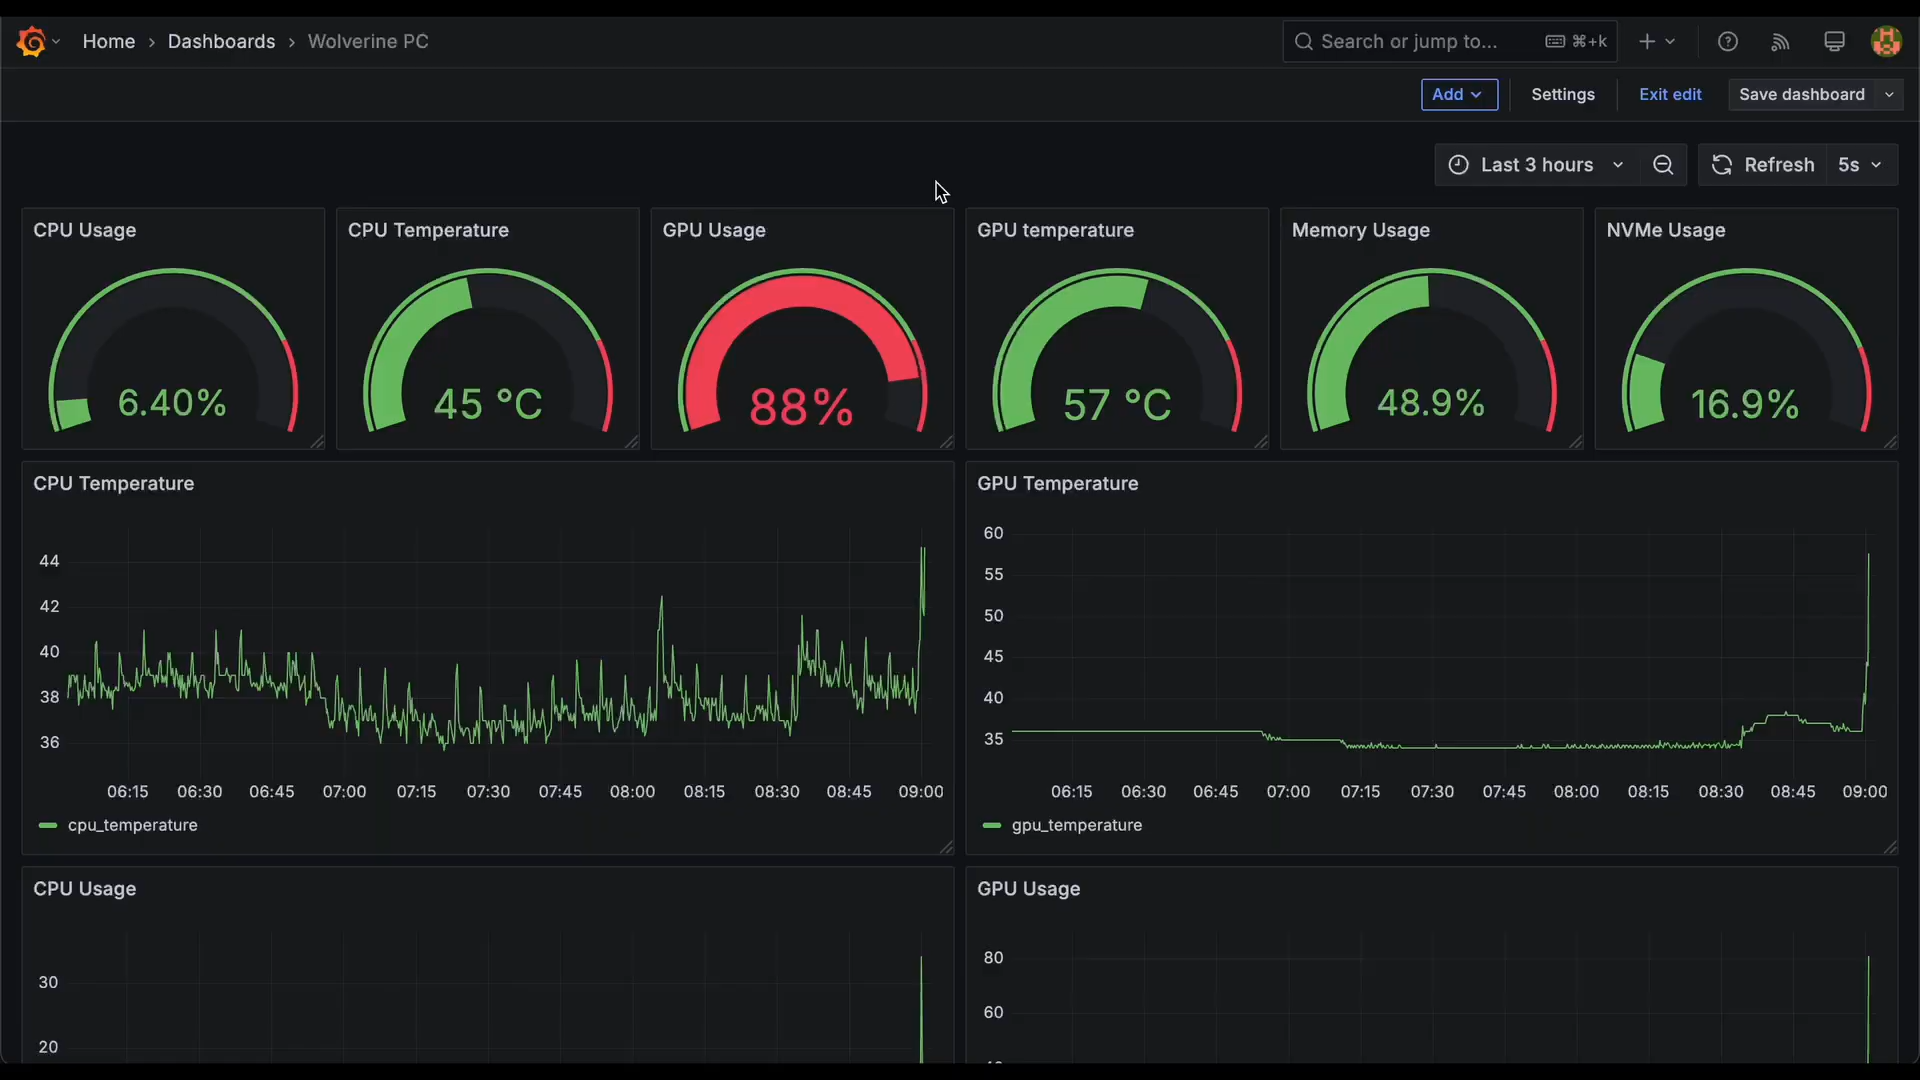 Home › Dashboards › Wolverine PC
Search or jump to... ⌘+k
Add
Settings
Exit edit
Save dashboard
Last 3 hours
Refresh
5s
CPU Usage
6.40%
CPU Temperature
45 °C
GPU Usage
88%
GPU temperature
57 °C
Memory Usage
48.9%
NVMe Usage
16.9%
CPU Temperature
44
42
40
38
36
06:15 06:30 06:45 07:00 07:15 07:30 07:45 08:00 08:15 08:30 08:45 09:00
cpu_temperature
GPU Temperature
60
55
50
45
40
35
06:15 06:30 06:45 07:00 07:15 07:30 07:45 08:00 08:15 08:30 08:45 09:00
gpu_temperature
CPU Usage
30
20
GPU Usage
80
60